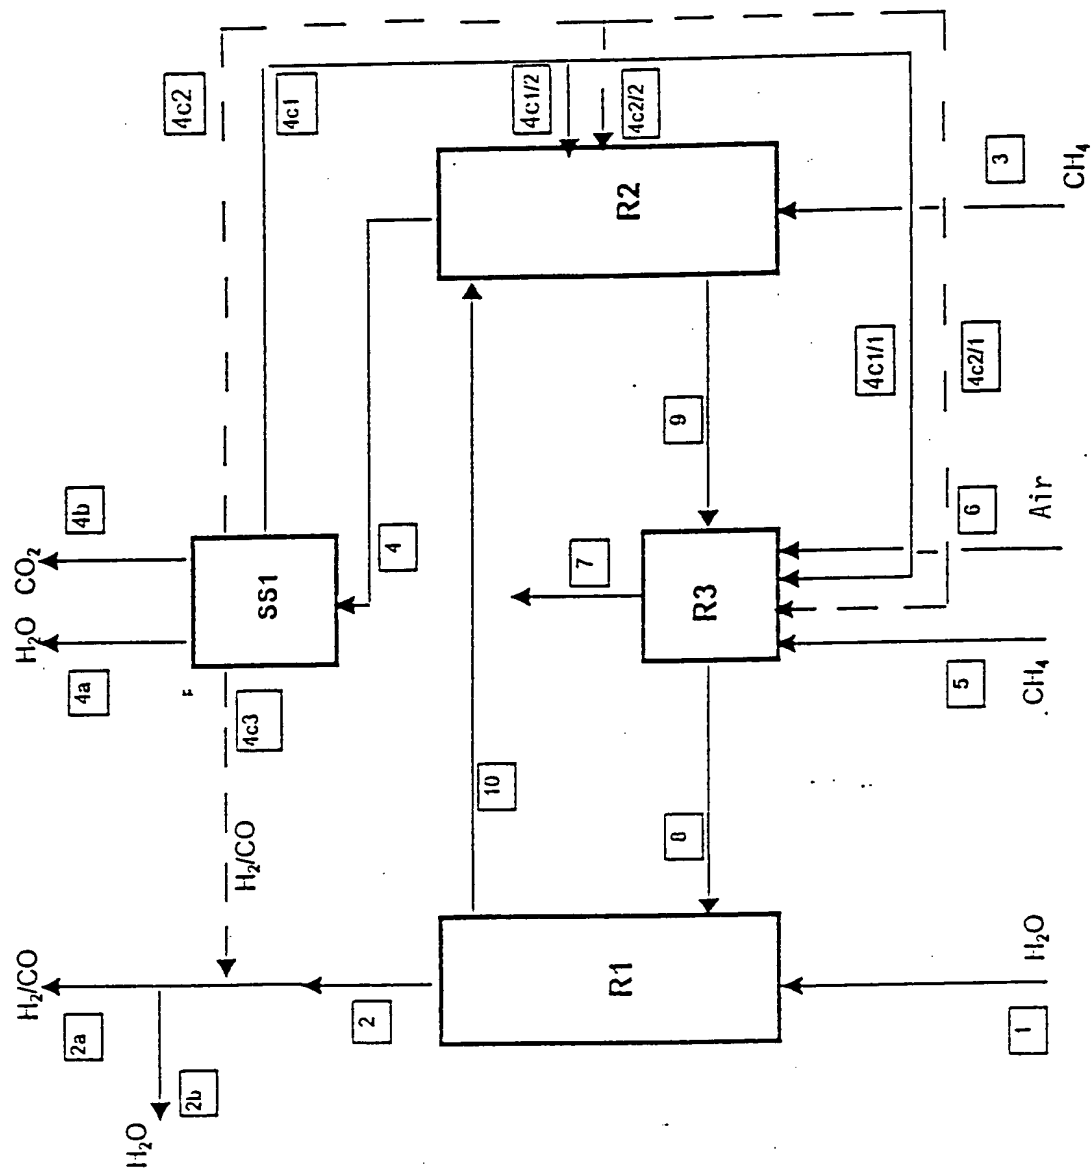 4c2
4c1
4c1/2
4c2/2
R2
3
CH₄
H₂O
CO₂
4a
4b
SS1
4
4c3
H₂/CO
10
9
7
R3
8
4c1/1
4c2/1
6
Air
5
CH₄
H₂/CO
2a
2b
H₂O
2
R1
1
H₂O